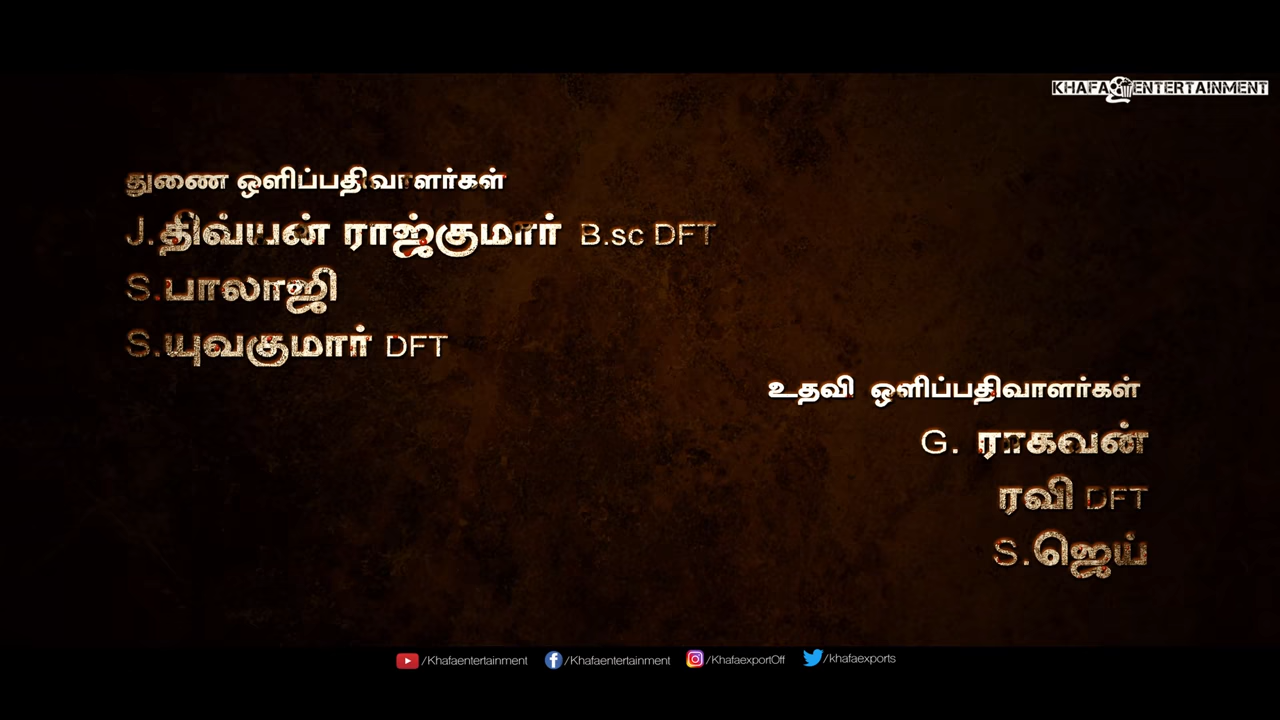 KHAFA ENTERTAINMENT
துணை ஒளிப்பதிவாளர்கள்
J.திவ்யன் ராஜ்குமார் B.sc DFT
S.பாலாஜி
S.யுவகுமார் DFT
உதவி ஒளிப்பதிவாளர்கள்
G. ராகவன்
ரவி DFT
S.ஜெய்
/Khafaentertainment /Khafaentertainment /KhafaexportOff /khafaexports